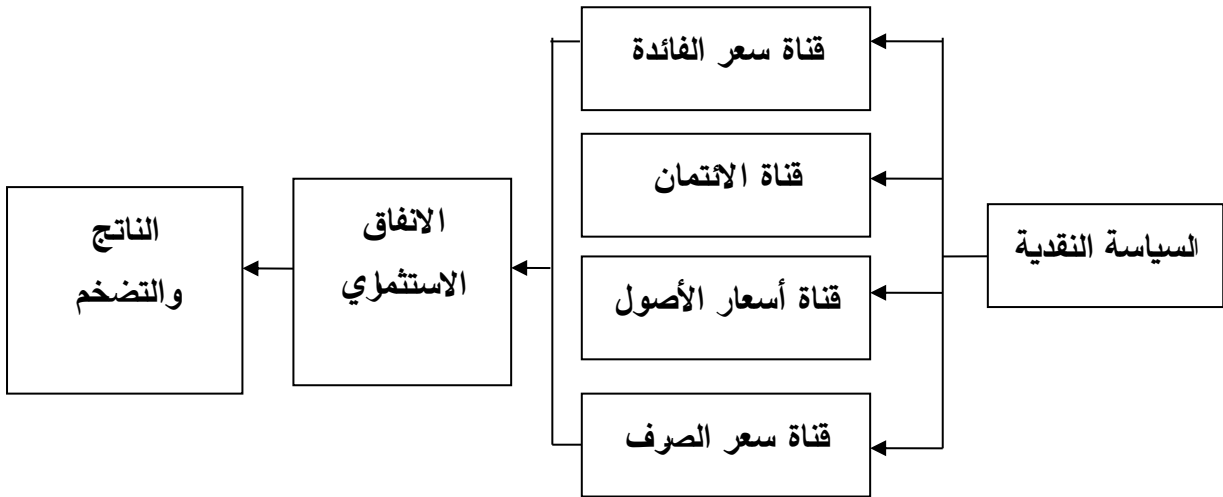 السياسة النقدية
قناة سعر الفائدة
قناة الائتمان
قناة أسعار الأصول
قناة سعر الصرف
الانفاق
الاستثماري
الناتج
والتضخم